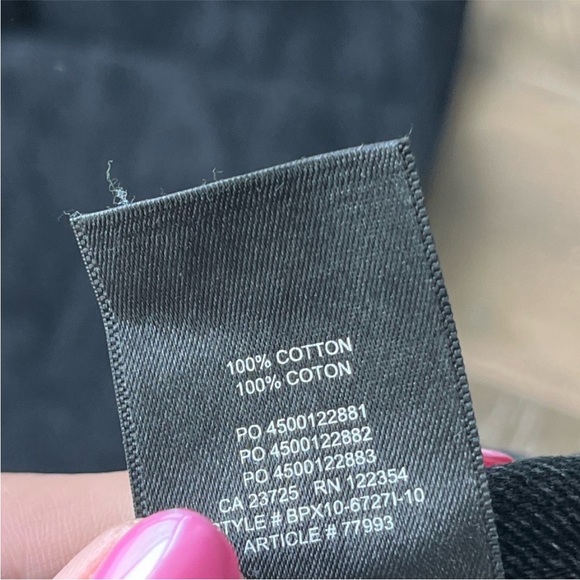 100% COTTON
100% COTON
PO 4500122881
PO 4500122882
PO 4500122883
CA 23725 RN 122354
STYLE # BPX10-6727I-10
ARTICLE # 77993